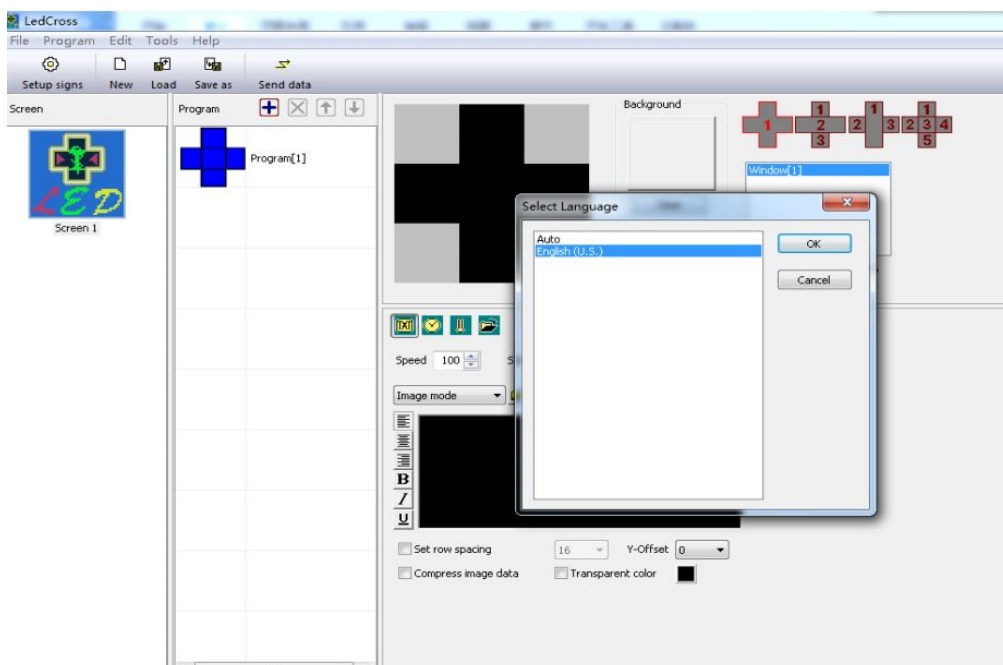 LedCross
File Program Edit Tools Help
Setup signs New Load Save as Send data
Screen
Program
Background
1
1
2
3
1
2 3
1
2 3 4
5
LED
Screen 1
Program[1]
Window[1]
Select Language
Auto
English (U.S.)
OK
Cancel
TXT
Speed 100
Image mode
B
I
U
Set row spacing 16 Y-Offset 0
Compress image data Transparent color